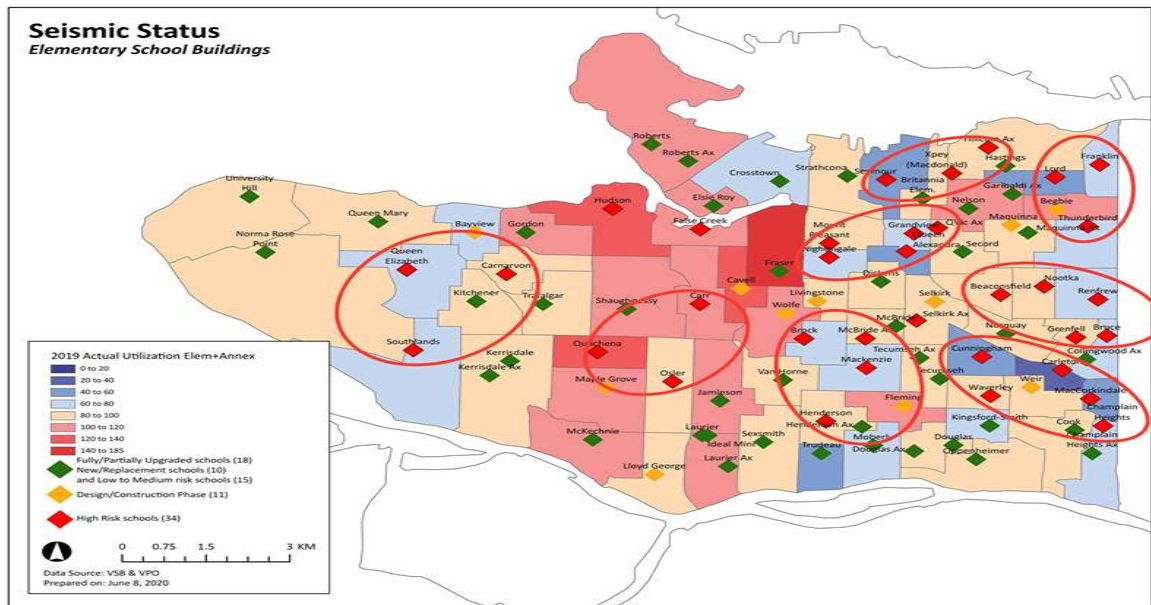 Seismic Status
Elementary School Buildings
Roberts
Roberts Ax
Elsie Roy
Crosstown
Strathcona
Seymour
Xpey
(Macdonald)
Britannia
Elem.
Hastings
Lord
Franklin
Garibaldi Ax
Nelson
Begbie
Thunderbird
Maquinna
Maquinna Ax
University
Hill
Queen Mary
Norma Rose
Point
Bayview
Gordon
Hudson
False Creek
Queen
Elizabeth
Carnarvon
Kitchener
Trafalgar
Southlands
Kerrisdale
Kerrisdale Ax
Shaughnessy
Carr
Cavell
Fraser
Wolfe
Livingstone
Mount
Pleasant
Nightingale
Grandview
Queen
Alexandra
Secord
Dickens
Selkirk
Selkirk Ax
McBride
McBride Ax
Brock
Mackenzie
Tecumseh Ax
Tecumseh
Van Horne
Quilchena
Maple Grove
Osler
Jamieson
McKechnie
Laurier
Ideal Mini
Laurier Ax
Lloyd George
Sexsmith
Henderson
Henderson Ax
Fleming
Trudeau
Moberly
Douglas Ax
Douglas
Oppenheimer
Kingsford-Smith
Beaconsfield
Nootka
Renfrew
Norquay
Grenfell
Bruce
Collingwood Ax
Cunningham
Carleton
Waverley
Weir
MacCorkindale
Champlain
Heights
Cook
Champlain
Heights Ax
2019 Actual Utilization Elem+Annex
0 to 20
20 to 40
40 to 60
60 to 80
80 to 100
100 to 120
120 to 140
140 to 185
Fully/Partially Upgraded schools (18)
New/Replacement schools (10)
and Low to Medium risk schools (15)
Design/Construction Phase (11)
High Risk schools (34)
0 0.75 1.5 3 KM
Data Source: VSB & VPO
Prepared on: June 8, 2020